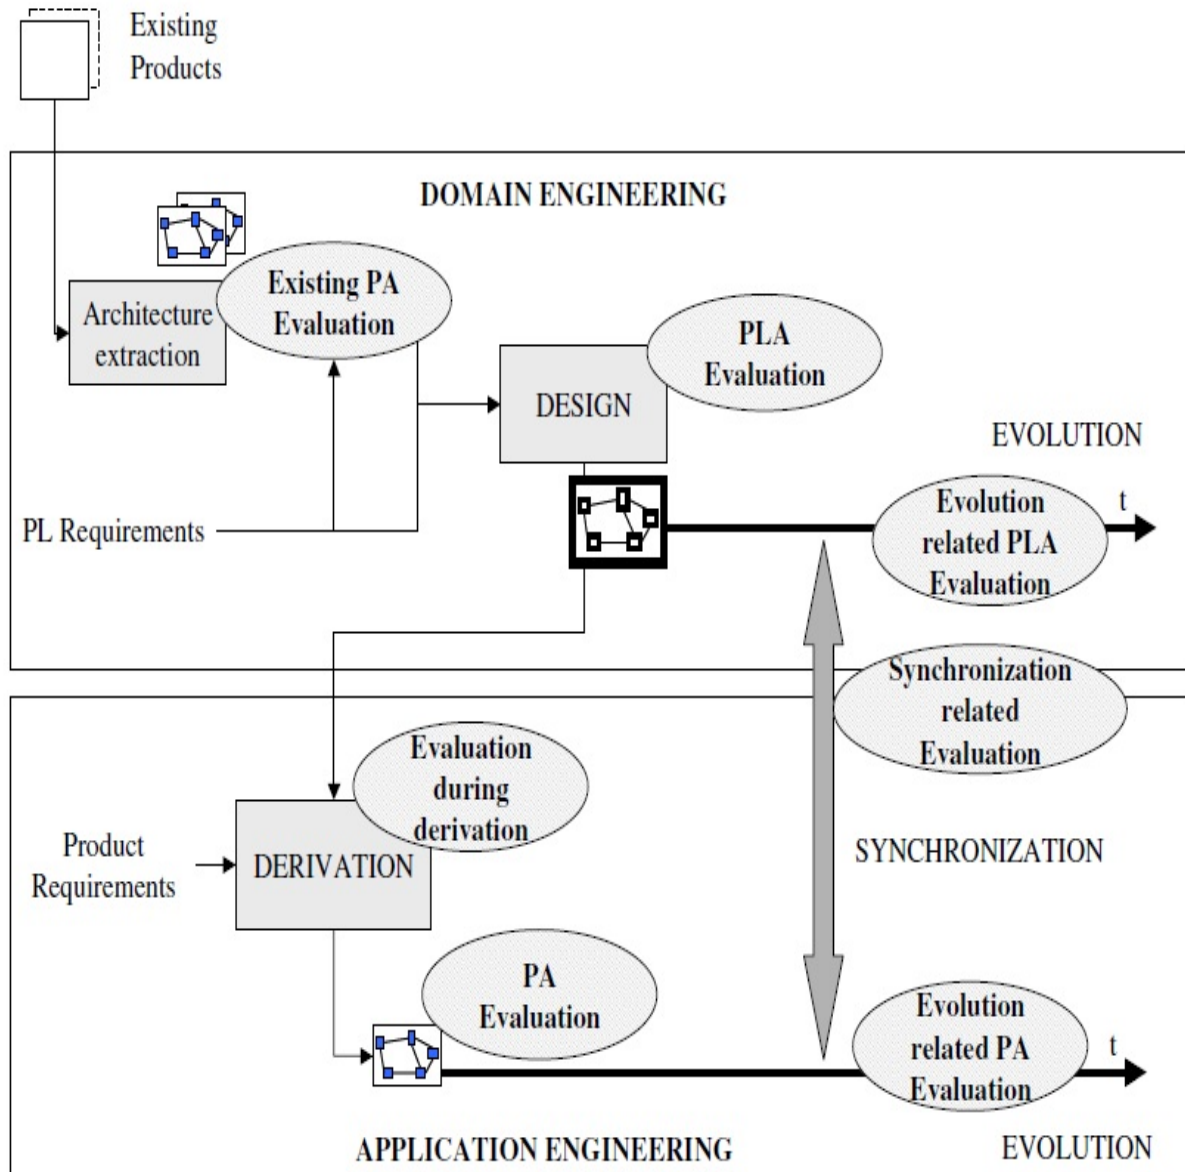 Existing
Products
DOMAIN ENGINEERING
Existing PA
Evaluation
Architecture
extraction
PLA
Evaluation
DESIGN
EVOLUTION
PL Requirements
Evolution
related PLA
Evaluation
t
Synchronization
related
Evaluation
Evaluation
during
derivation
Product
Requirements
DERIVATION
SYNCHRONIZATION
PA
Evaluation
Evolution
related PA
Evaluation
t
APPLICATION ENGINEERING
EVOLUTION